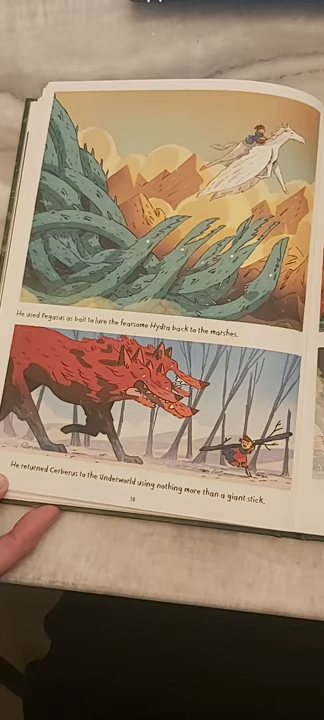 He used Pegasus as bait to lure the fearsome Hydra back to the marshes.
He returned Cerberus to the Underworld using nothing more than a giant stick.